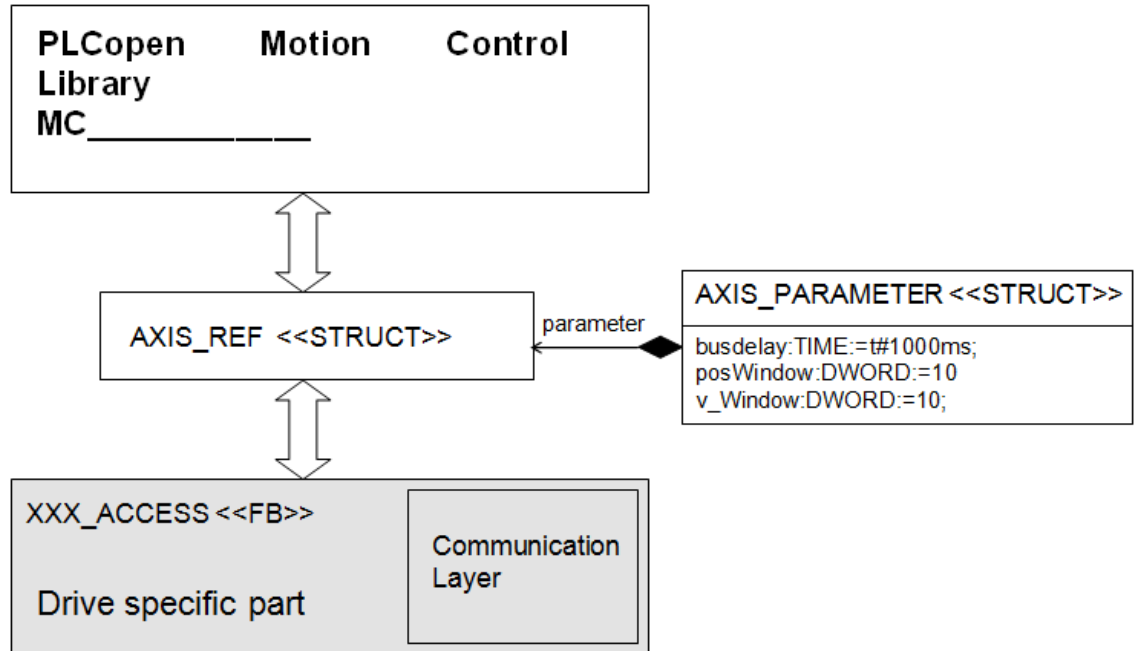 PLCopen Motion Control
Library
MC____________
AXIS_REF <<STRUCT>>
parameter
AXIS_PARAMETER <<STRUCT>>
busdelay:TIME:=t#1000ms;
posWindow:DWORD:=10
v_Window:DWORD:=10;
XXX_ACCESS <<FB>>
Communication
Layer
Drive specific part